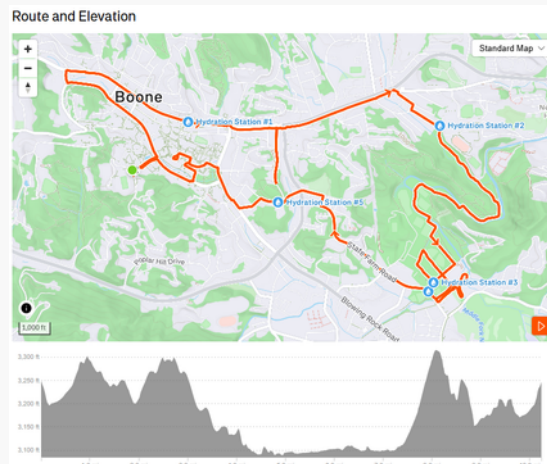 Route and Elevation
+
Standard Map
−
Boone
Hydration Station #1
Hydration Station #2
Hydration Station #5
State Farm Road
Poplar Hill Drive
Hydration Station #3
Blowing Rock Road
1,000 ft
3,300 ft
3,250 ft
3,200 ft
3,150 ft
3,100 ft